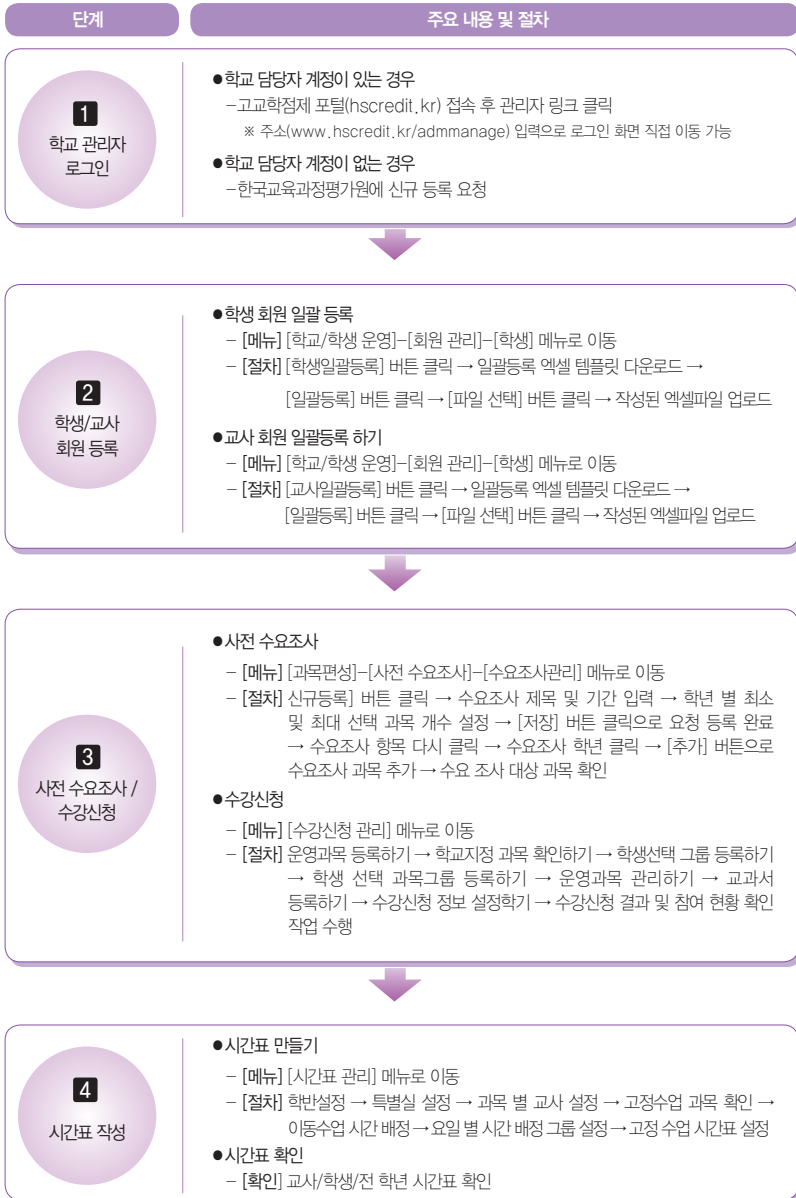 단계
주요 내용 및 절차
1
학교 관리자
로그인
●학교 담당자 계정이 있는 경우
-고교학점제 포털(hscredit.kr) 접속 후 관리자 링크 클릭
※ 주소(www.hscredit.kr/admmanage) 입력으로 로그인 화면 직접 이동 가능
●학교 담당자 계정이 없는 경우
-한국교육과정평가원에 신규 등록 요청
2
학생/교사
회원 등록
●학생 회원 일괄 등록
- [메뉴] [학교/학생 운영]-[회원 관리]-[학생] 메뉴로 이동
- [절차] [학생일괄등록] 버튼 클릭 → 일괄등록 엑셀 템플릿 다운로드 →
[일괄등록] 버튼 클릭 → [파일 선택] 버튼 클릭 → 작성된 엑셀파일 업로드
●교사 회원 일괄등록 하기
- [메뉴] [학교/학생 운영]-[회원 관리]-[학생] 메뉴로 이동
- [절차] [교사일괄등록] 버튼 클릭 → 일괄등록 엑셀 템플릿 다운로드 →
[일괄등록] 버튼 클릭 → [파일 선택] 버튼 클릭 → 작성된 엑셀파일 업로드
3
사전 수요조사 /
수강신청
●사전 수요조사
- [메뉴] [과목편성]-[사전 수요조사]-[수요조사관리] 메뉴로 이동
- [절차] 신규등록] 버튼 클릭 → 수요조사 제목 및 기간 입력 → 학년 별 최소
및 최대 선택 과목 개수 설정 → [저장] 버튼 클릭으로 요청 등록 완료
→ 수요조사 항목 다시 클릭 → 수요조사 학년 클릭 → [추가] 버튼으로
수요조사 과목 추가 → 수요 조사 대상 과목 확인
●수강신청
- [메뉴] [수강신청 관리] 메뉴로 이동
- [절차] 운영과목 등록하기 → 학교지정 과목 확인하기 → 학생선택 그룹 등록하기
→ 학생 선택 과목그룹 등록하기 → 운영과목 관리하기 → 교과서
등록하기 → 수강신청 정보 설정학기 → 수강신청 결과 및 참여 현황 확인
작업 수행
4
시간표 작성
●시간표 만들기
- [메뉴] [시간표 관리] 메뉴로 이동
- [절차] 학반설정 → 특별실 설정 → 과목 별 교사 설정 → 고정수업 과목 확인 →
이동수업 시간 배정 → 요일 별 시간 배정 그룹 설정 → 고정 수업 시간표 설정
●시간표 확인
- [확인] 교사/학생/전 학년 시간표 확인